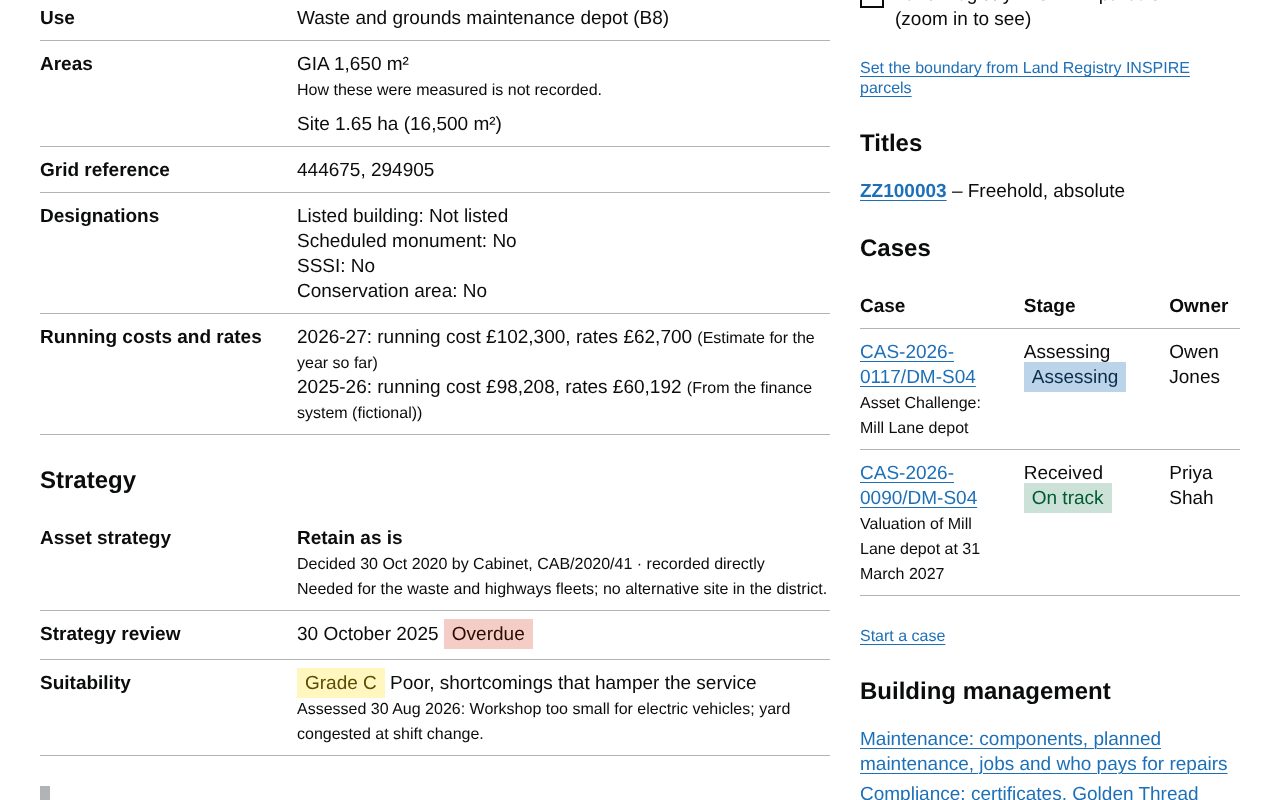 Use
Waste and grounds maintenance depot (B8)
Areas
GIA 1,650 m²
How these were measured is not recorded.
Site 1.65 ha (16,500 m²)
Grid reference
444675, 294905
Designations
Listed building: Not listed
Scheduled monument: No
SSSI: No
Conservation area: No
Running costs and rates
2026-27: running cost £102,300, rates £62,700 (Estimate for the
year so far)
2025-26: running cost £98,208, rates £60,192 (From the finance
system (fictional))
Strategy
Asset strategy
Retain as is
Decided 30 Oct 2020 by Cabinet, CAB/2020/41 · recorded directly
Needed for the waste and highways fleets; no alternative site in the district.
Strategy review
30 October 2025 Overdue
Suitability
Grade C Poor, shortcomings that hamper the service
Assessed 30 Aug 2026: Workshop too small for electric vehicles; yard
congested at shift change.
(zoom in to see)
Set the boundary from Land Registry INSPIRE
parcels
Titles
ZZ100003 – Freehold, absolute
Cases
Case Stage Owner
CAS-2026-
0117/DM-S04
Asset Challenge:
Mill Lane depot
Assessing
Assessing
Owen
Jones
CAS-2026-
0090/DM-S04
Valuation of Mill
Lane depot at 31
March 2027
Received
On track
Priya
Shah
Start a case
Building management
Maintenance: components, planned
maintenance, jobs and who pays for repairs
Compliance: certificates, Golden Thread